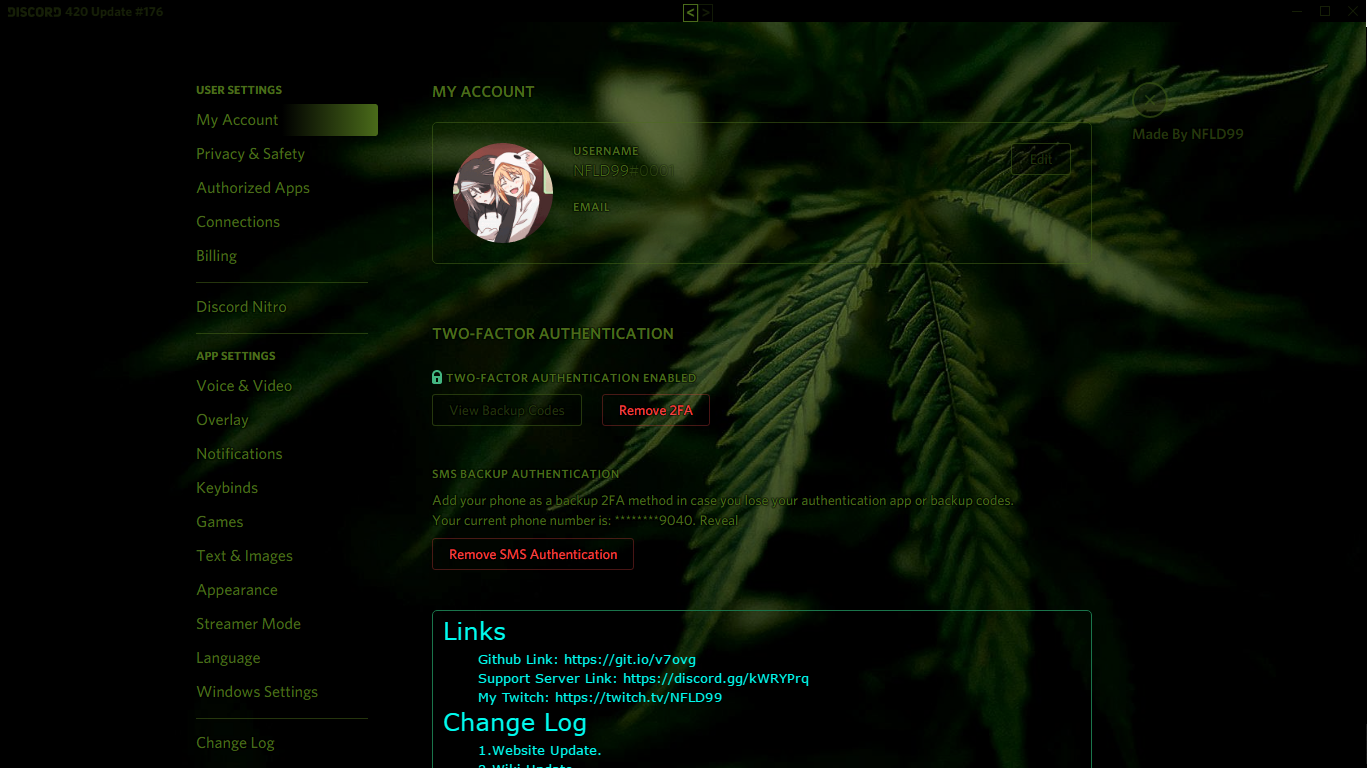 DISCORD 420 Update #176
< >
USER SETTINGS
My Account
Privacy & Safety
Authorized Apps
Connections
Billing
Discord Nitro
APP SETTINGS
Voice & Video
Overlay
Notifications
Keybinds
Games
Text & Images
Appearance
Streamer Mode
Language
Windows Settings
Change Log
MY ACCOUNT
USERNAME
NFLD99#0001
EMAIL
Edit
Made By NFLD99
TWO-FACTOR AUTHENTICATION
TWO-FACTOR AUTHENTICATION ENABLED
View Backup Codes
Remove 2FA
SMS BACKUP AUTHENTICATION
Add your phone as a backup 2FA method in case you lose your authentication app or backup codes.
Your current phone number is: ********9040. Reveal
Remove SMS Authentication
Links
Github Link: https://git.io/v7ovg
Support Server Link: https://discord.gg/kWRYPrq
My Twitch: https://twitch.tv/NFLD99
Change Log
1.Website Update.
2.Wiki Update.